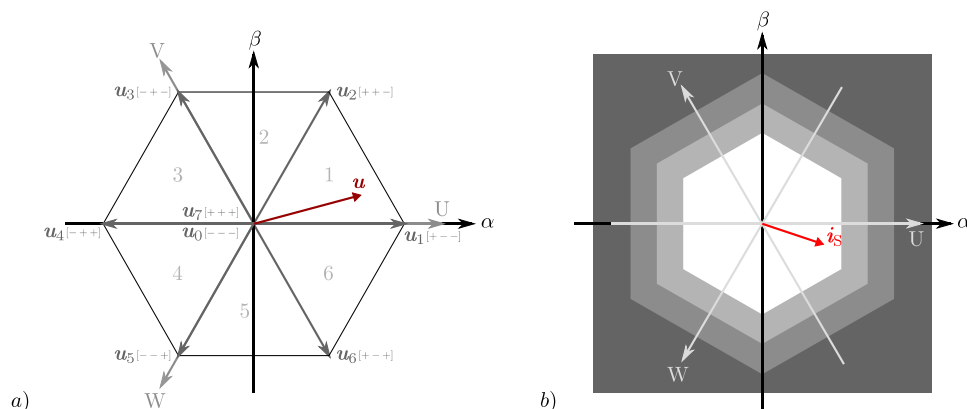 β
V
u3[-+-]
u2[++-]
2
3
1
u
u7[+++]
U
α
u4[-++]
u0[---]
u1[+--]
4
6
5
u5[--+]
u6[+-+]
W
a)
β
V
α
iS
U
W
b)